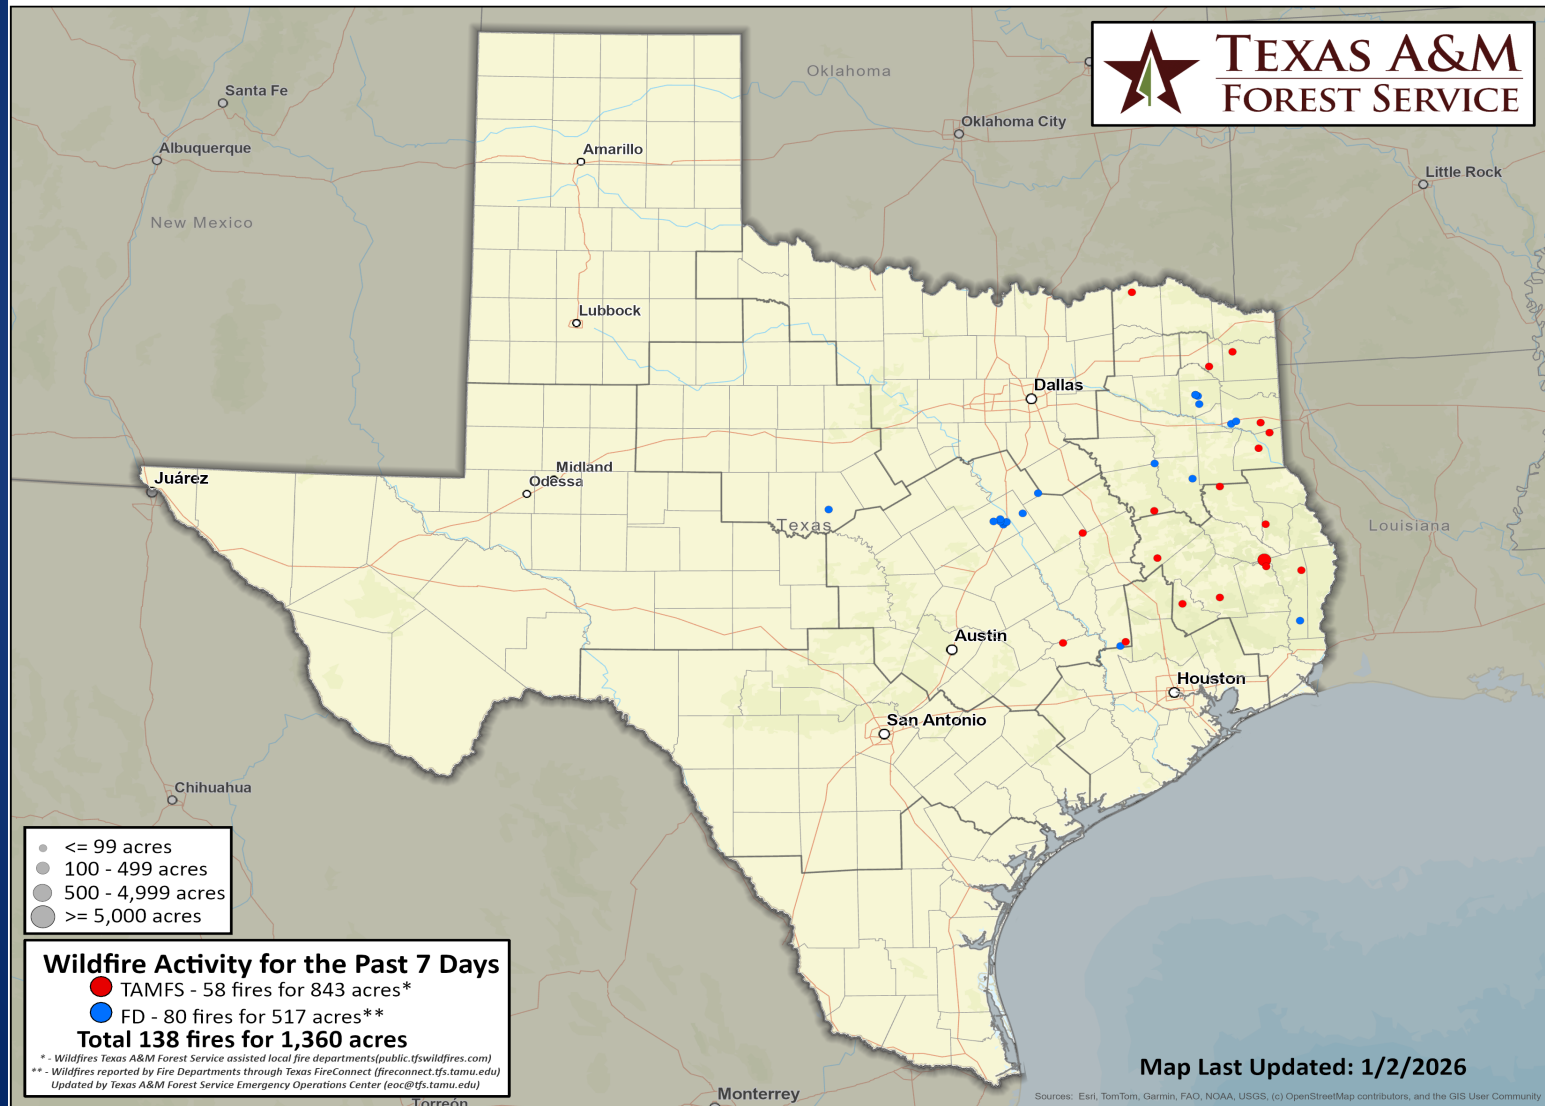 TEXAS A&M
FOREST SERVICE
Oklahoma
Santa Fe
Oklahoma City
Albuquerque
Amarillo
Little Rock
New Mexico
Lubbock
Dallas
Midland
Odessa
Juárez
Texas
Louisiana
Austin
Houston
San Antonio
Chihuahua
<= 99 acres
100 - 499 acres
500 - 4,999 acres
>= 5,000 acres
Wildfire Activity for the Past 7 Days
TAMFS - 58 fires for 843 acres*
FD - 80 fires for 517 acres**
Total 138 fires for 1,360 acres
* - Wildfires Texas A&M Forest Service assisted local fire departments(public.tfswildfires.com)
** - Wildfires reported by Fire Departments through Texas FireConnect (fireconnect.tfs.tamu.edu)
Updated by Texas A&M Forest Service Emergency Operations Center (eoc@tfs.tamu.edu)
Map Last Updated: 1/2/2026
Monterrey
Torreón
Sources: Esri, TomTom, Garmin, FAO, NOAA, USGS, (c) OpenStreetMap contributors, and the GIS User Community